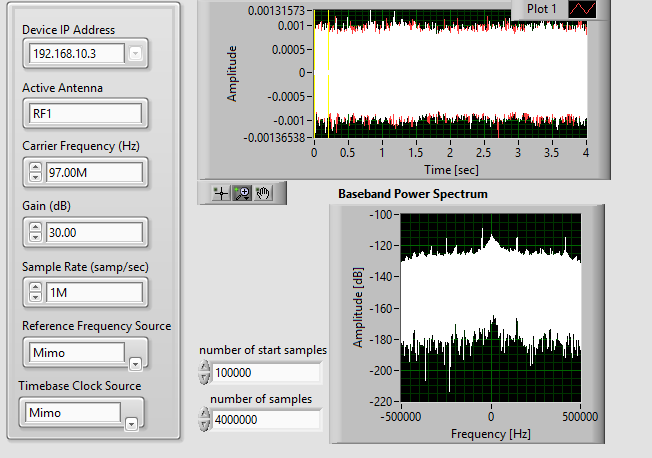 Device IP Address
192.168.10.3
Active Antenna
RF1
Carrier Frequency (Hz)
97.00M
Gain (dB)
30.00
Sample Rate (samp/sec)
1M
Reference Frequency Source
Mimo
Timebase Clock Source
Mimo
Plot 1
Amplitude
0.00131573
0.001
0.0005
0
-0.0005
-0.001
-0.00136538
0 0.5 1 1.5 2 2.5 3 3.5 4
Time [sec]
Baseband Power Spectrum
Amplitude [dB]
-100
-120
-140
-160
-180
-200
-220
-500000 0 500000
Frequency [Hz]
number of start samples
100000
number of samples
4000000